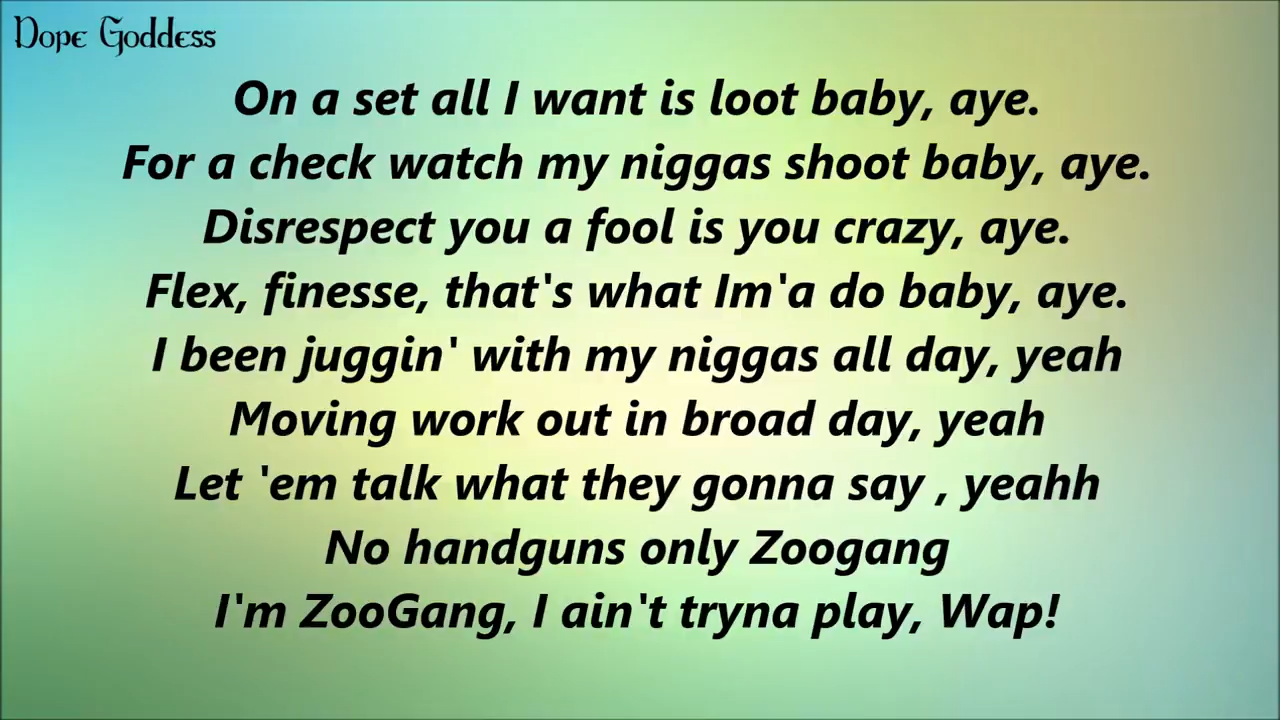 Dope Goddess
On a set all I want is loot baby, aye.
For a check watch my niggas shoot baby, aye.
Disrespect you a fool is you crazy, aye.
Flex, finesse, that's what Im'a do baby, aye.
I been juggin' with my niggas all day, yeah
Moving work out in broad day, yeah
Let 'em talk what they gonna say , yeahh
No handguns only Zoogang
I'm ZooGang, I ain't tryna play, Wap!